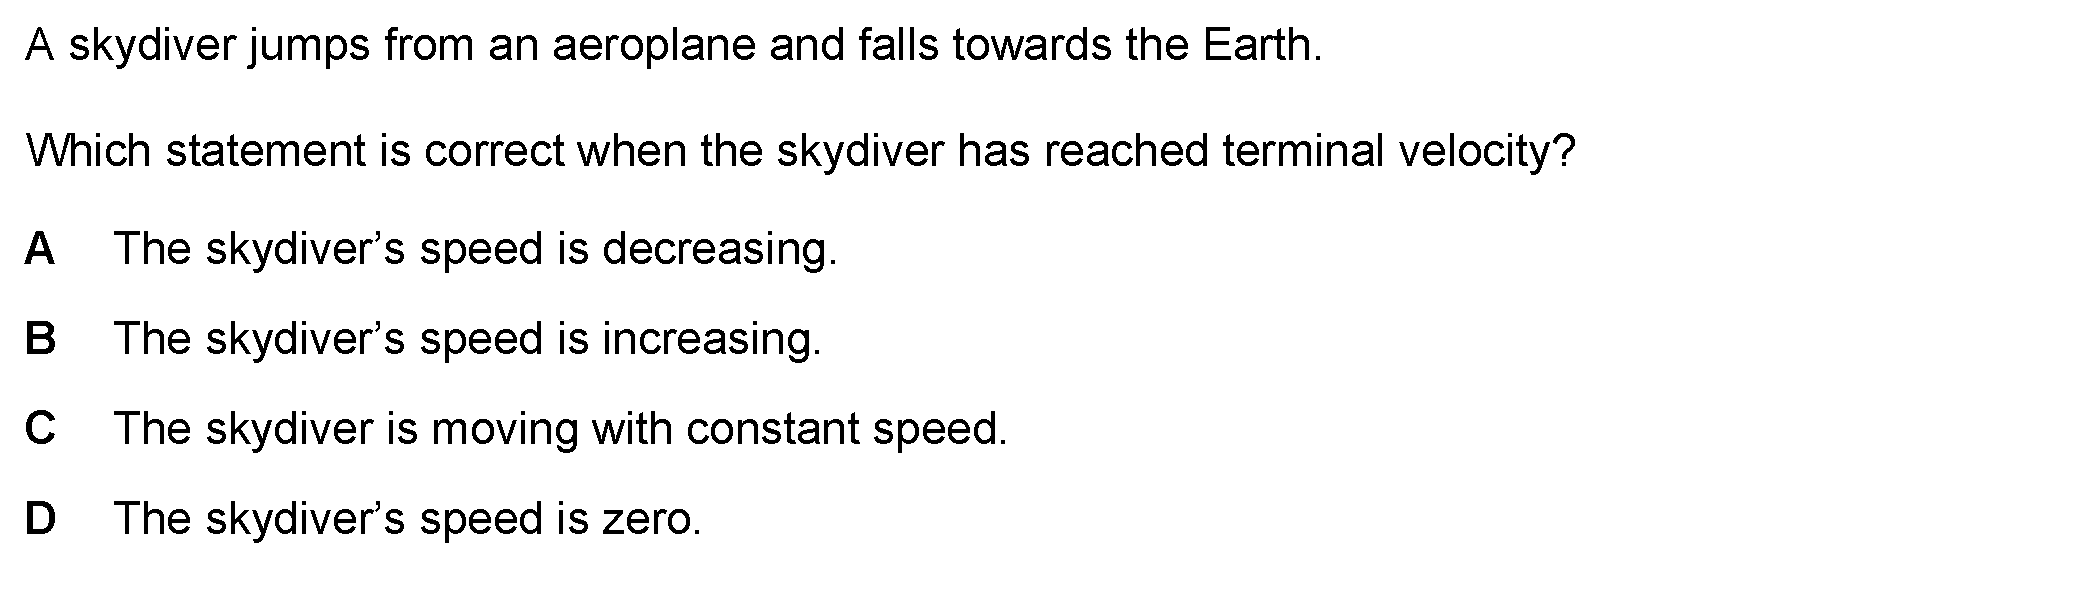 A skydiver jumps from an aeroplane and falls towards the Earth.
Which statement is correct when the skydiver has reached terminal velocity?
A The skydiver’s speed is decreasing.
B The skydiver’s speed is increasing.
C The skydiver is moving with constant speed.
D The skydiver’s speed is zero.